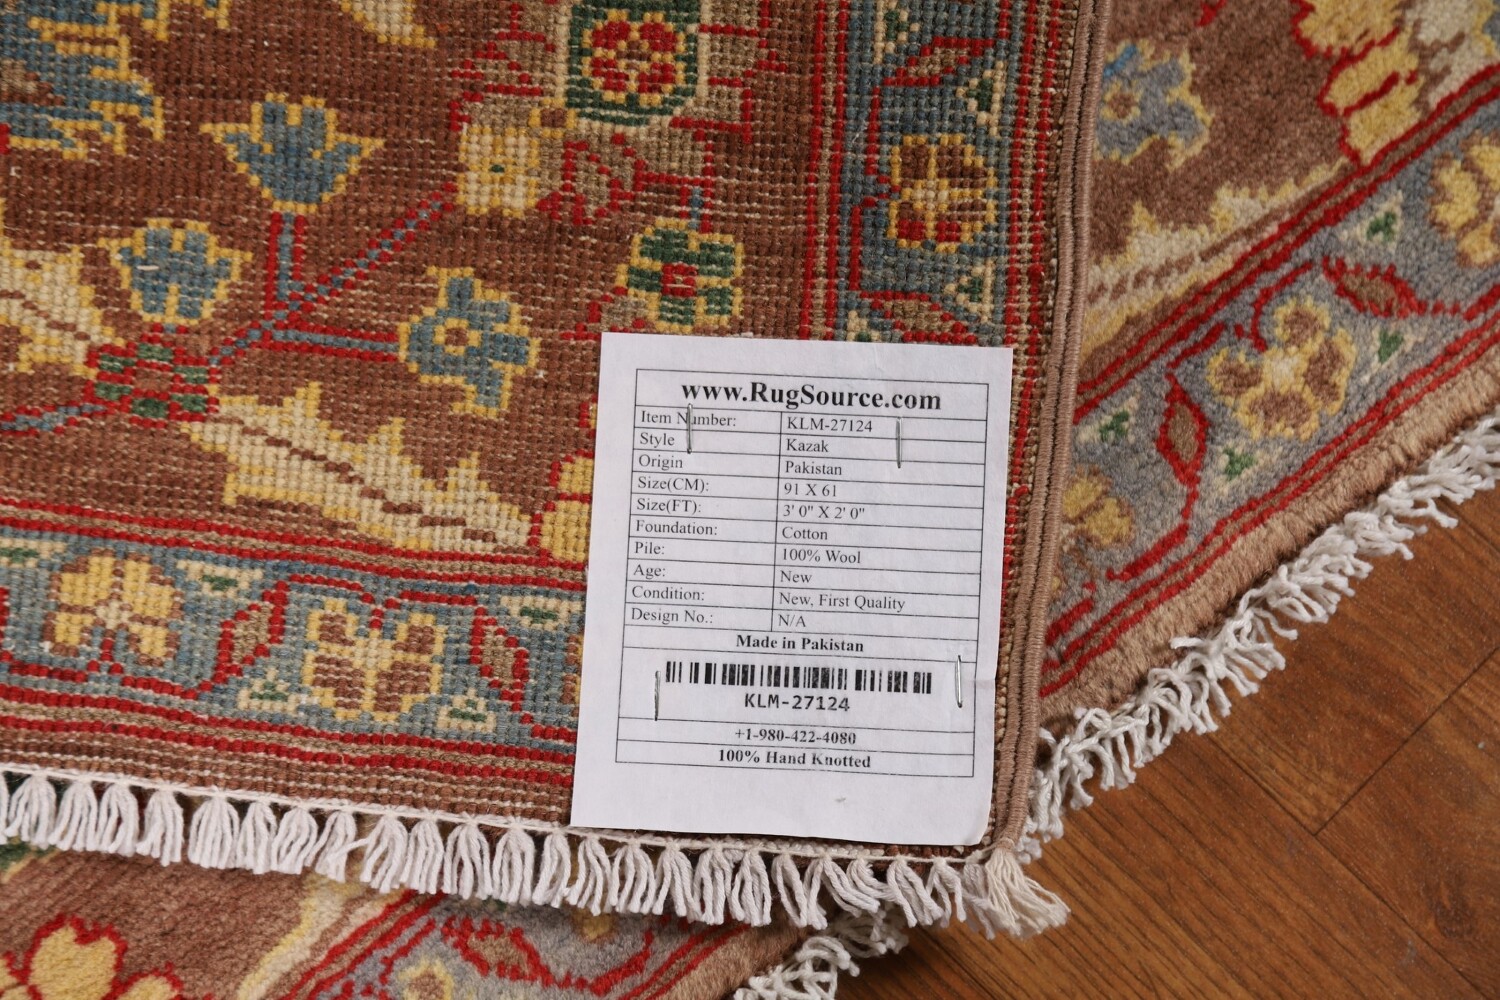 www.RugSource.com
Item Number: KLM-27124
Style Kazak
Origin Pakistan
Size(CM): 91 X 61
Size(FT): 3' 0" X 2' 0"
Foundation: Cotton
Pile: 100% Wool
Age: New
Condition: New, First Quality
Design No.: N/A
Made in Pakistan
KLM-27124
+1-980-422-4080
100% Hand Knotted